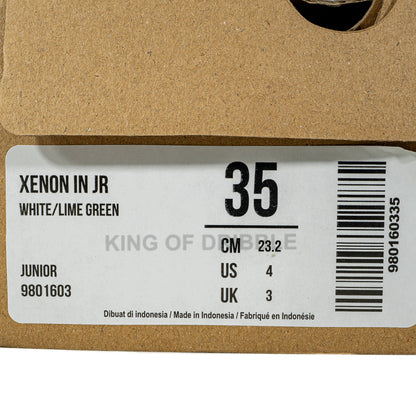 XENON IN JR
WHITE/LIME GREEN
35
KING OF DRIBBLE
CM 23.2
JUNIOR
US 4
9801603
UK 3
Dibuat di indonesia / Made in Indonesia / Fabriqué en Indonésie
980160335